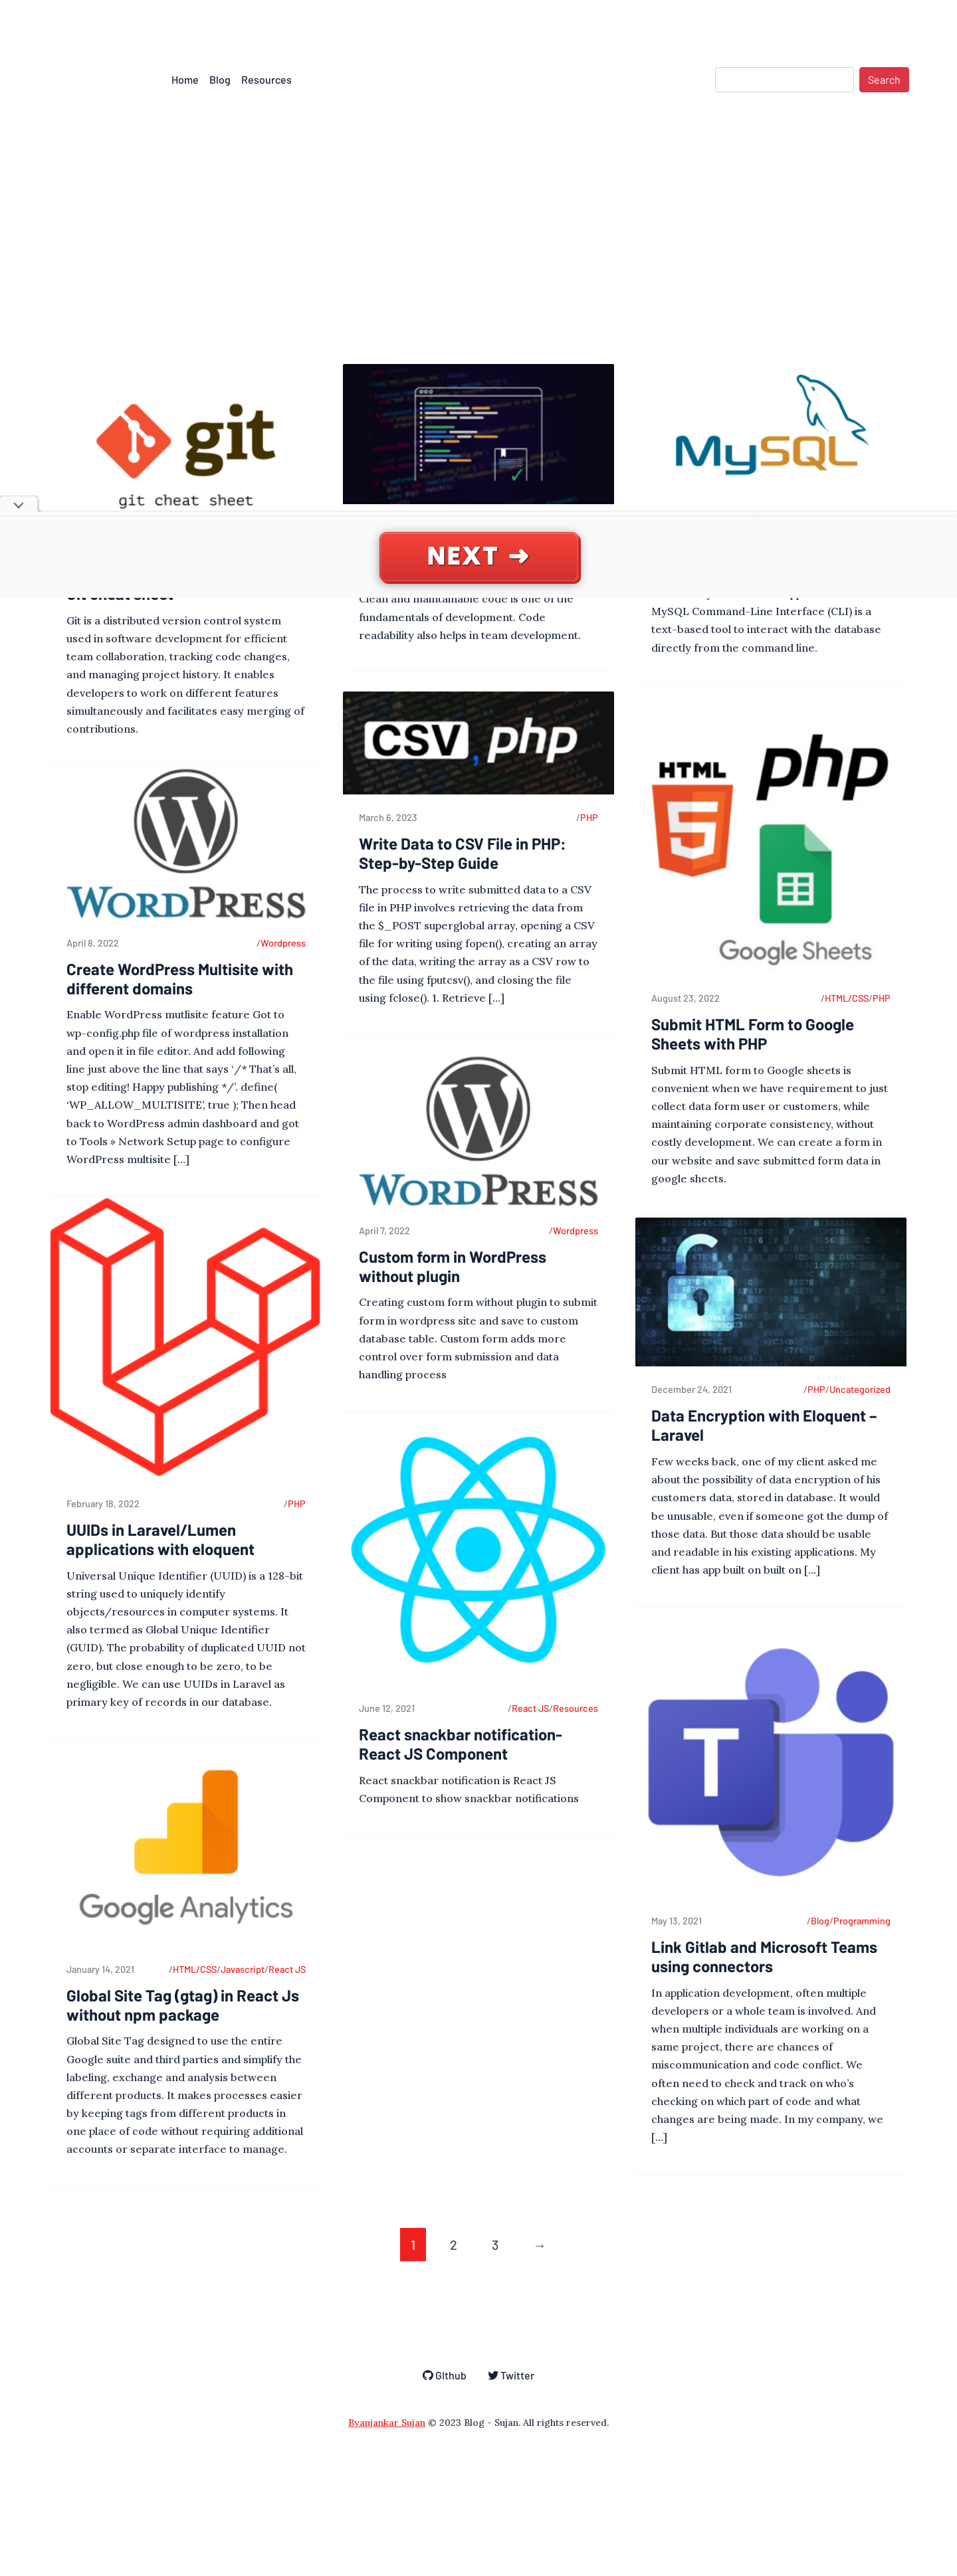 Home Blog Resources
Search
git
git cheat sheet
MySQL
NEXT ➜
Git is a distributed version control system
used in software development for efficient
team collaboration, tracking code changes,
and managing project history. It enables
developers to work on different features
simultaneously and facilitates easy merging of
contributions.
WORDPRESS
April 8, 2022 /Wordpress
Create WordPress Multisite with
different domains
Enable WordPress mutlisite feature Got to
wp-config.php file of wordpress installation
and open it in file editor. And add following
line just above the line that says ‘/* That’s all,
stop editing! Happy publishing */’. define(
‘WP_ALLOW_MULTISITE’, true ); Then head
back to WordPress admin dashboard and got
to Tools » Network Setup page to configure
WordPress multisite […]
February 18, 2022 /PHP
UUIDs in Laravel/Lumen
applications with eloquent
Universal Unique Identifier (UUID) is a 128-bit
string used to uniquely identify
objects/resources in computer systems. It
also termed as Global Unique Identifier
(GUID). The probability of duplicated UUID not
zero, but close enough to be zero, to be
negligible. We can use UUIDs in Laravel as
primary key of records in our database.
Google Analytics
January 14, 2021 /HTML/CSS/Javascript/React JS
Global Site Tag (gtag) in React Js
without npm package
Global Site Tag designed to use the entire
Google suite and third parties and simplify the
labeling, exchange and analysis between
different products. It makes processes easier
by keeping tags from different products in
one place of code without requiring additional
accounts or separate interface to manage.
Clean and maintainable code is one of the
fundamentals of development. Code
readability also helps in team development.
CSV, php
March 6, 2023 /PHP
Write Data to CSV File in PHP:
Step-by-Step Guide
The process to write submitted data to a CSV
file in PHP involves retrieving the data from
the $_POST superglobal array, opening a CSV
file for writing using fopen(), creating an array
of the data, writing the array as a CSV row to
the file using fputcsv(), and closing the file
using fclose(). 1. Retrieve […]
WORDPRESS
April 7, 2022 /Wordpress
Custom form in WordPress
without plugin
Creating custom form without plugin to submit
form in wordpress site and save to custom
database table. Custom form adds more
control over form submission and data
handling process
June 12, 2021 /React JS/Resources
React snackbar notification-
React JS Component
React snackbar notification is React JS
Component to show snackbar notifications
MySQL Command-Line Interface (CLI) is a
text-based tool to interact with the database
directly from the command line.
HTML
5
php
Google Sheets
August 23, 2022 /HTML/CSS/PHP
Submit HTML Form to Google
Sheets with PHP
Submit HTML form to Google sheets is
convenient when we have requirement to just
collect data form user or customers, while
maintaining corporate consistency, without
costly development. We can create a form in
our website and save submitted form data in
google sheets.
December 24, 2021 /PHP/Uncategorized
Data Encryption with Eloquent –
Laravel
Few weeks back, one of my client asked me
about the possibility of data encryption of his
customers data, stored in database. It would
be unusable, even if someone got the dump of
those data. But those data should be usable
and readable in his existing applications. My
client has app built on built on […]
T
May 13, 2021 /Blog/Programming
Link Gitlab and Microsoft Teams
using connectors
In application development, often multiple
developers or a whole team is involved. And
when multiple individuals are working on a
same project, there are chances of
miscommunication and code conflict. We
often need to check and track on who’s
checking on which part of code and what
changes are being made. In my company, we
[…]
1 2 3 →
GIthub Twitter
Byanjankar Sujan © 2023 Blog - Sujan. All rights reserved.